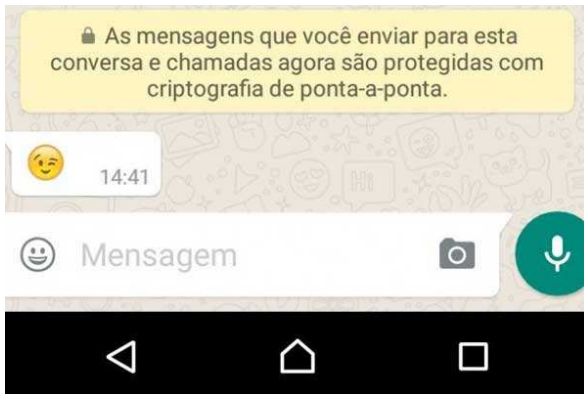 🔒 As mensagens que você enviar para esta
conversa e chamadas agora são protegidas com
criptografia de ponta-a-ponta.
😉 14:41
Mensagem